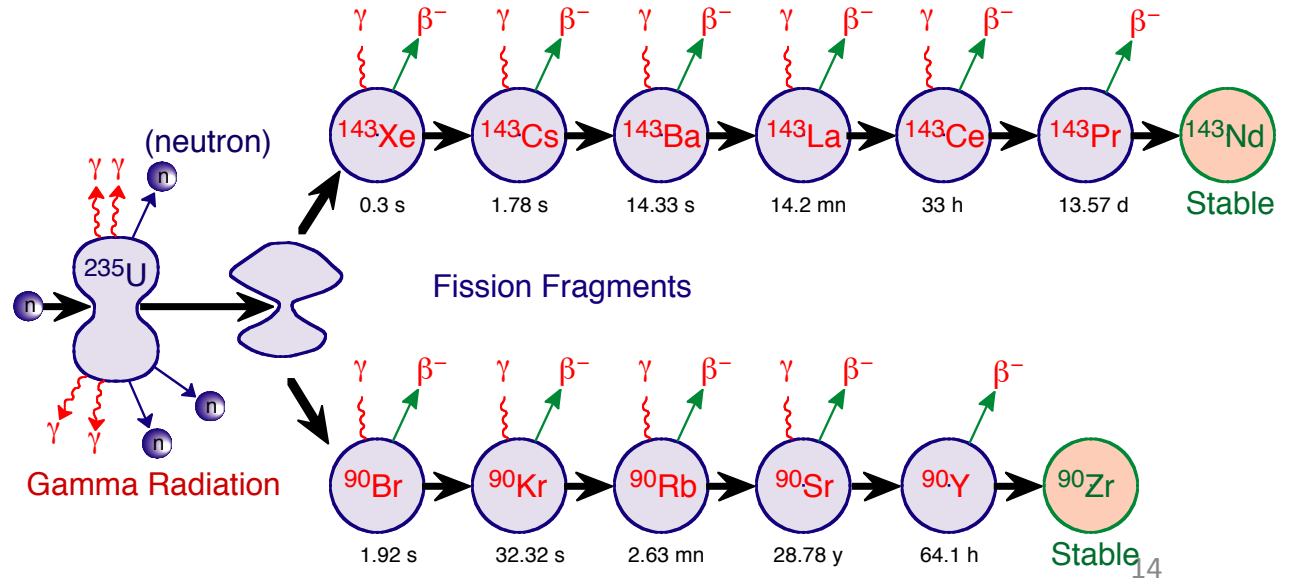 γ β⁻ γ β⁻ γ β⁻ γ β⁻ γ β⁻ β⁻
(neutron)
¹⁴³Xe ¹⁴³Cs ¹⁴³Ba ¹⁴³La ¹⁴³Ce ¹⁴³Pr ¹⁴³Nd
γ γ n
0.3 s 1.78 s 14.33 s 14.2 mn 33 h 13.57 d Stable
²³⁵U
n
Fission Fragments
γ β⁻ γ β⁻ γ β⁻ γ β⁻ β⁻
n
γ γ n
Gamma Radiation
⁹⁰Br ⁹⁰Kr ⁹⁰Rb ⁹⁰Sr ⁹⁰Y ⁹⁰Zr
1.92 s 32.32 s 2.63 mn 28.78 y 64.1 h Stable
14